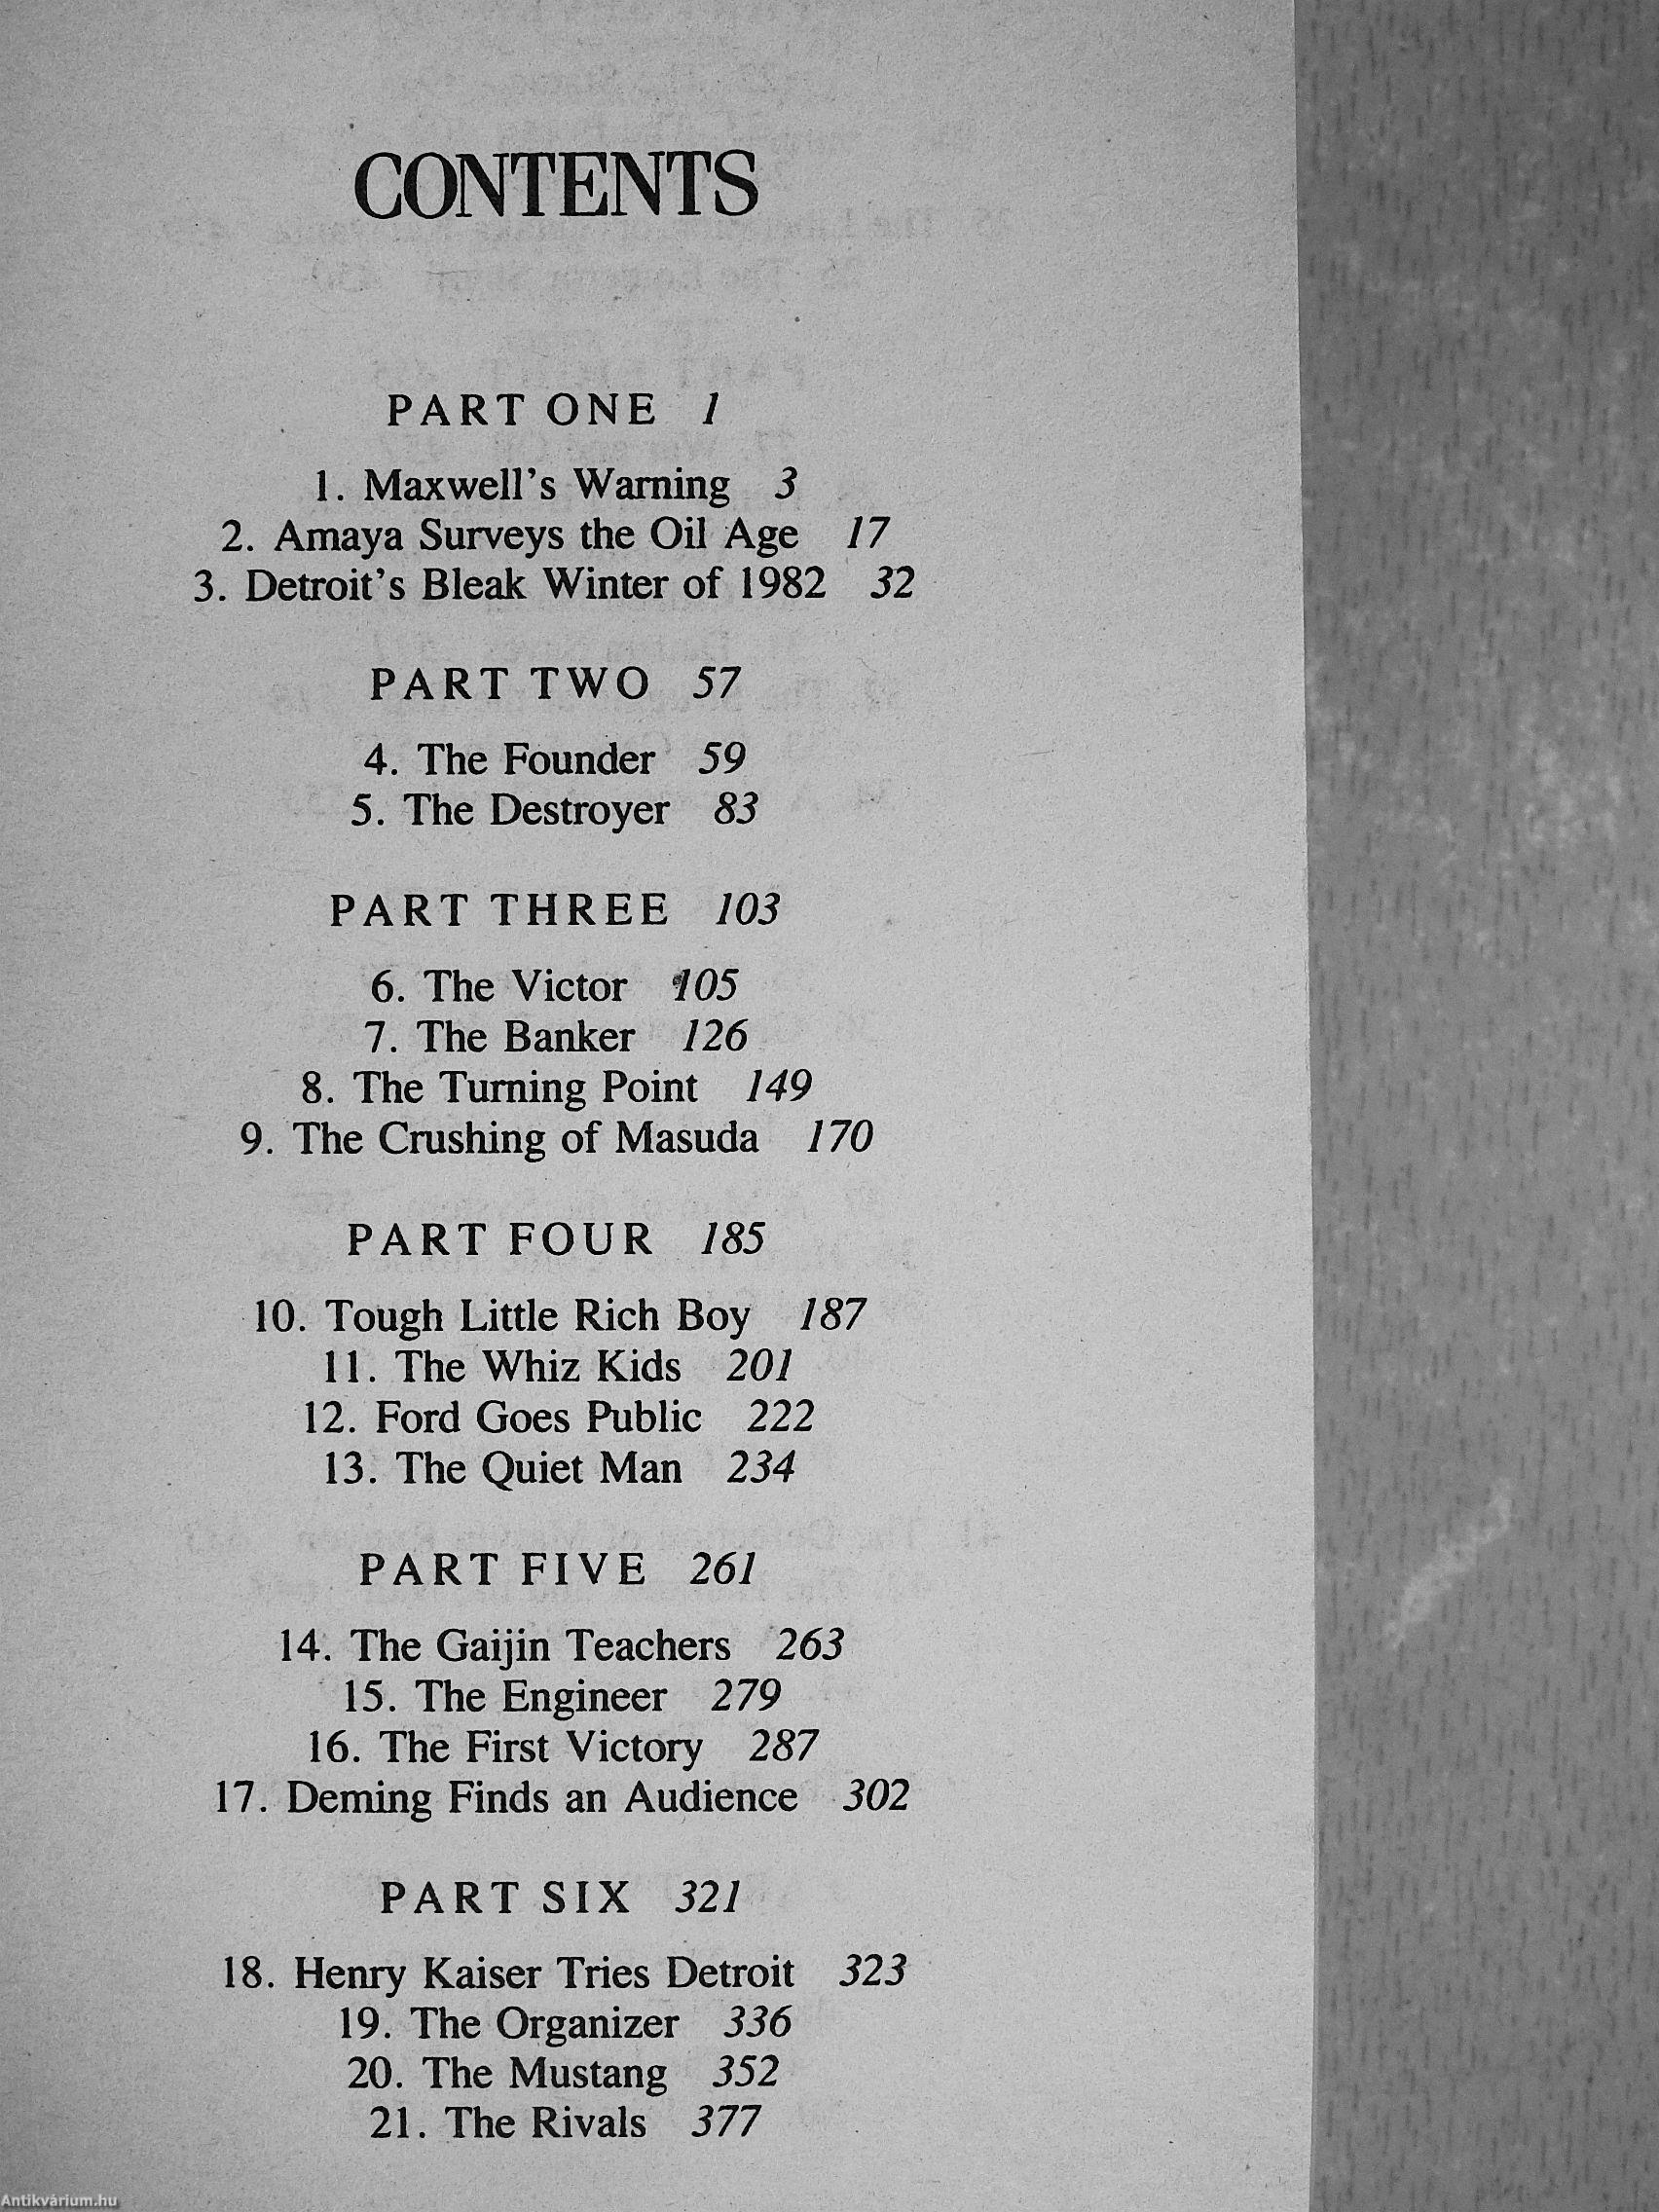 CONTENTS
PART ONE 1
1. Maxwell's Warning 3
2. Amaya Surveys the Oil Age 17
3. Detroit's Bleak Winter of 1982 32
PART TWO 57
4. The Founder 59
5. The Destroyer 83
PART THREE 103
6. The Victor 105
7. The Banker 126
8. The Turning Point 149
9. The Crushing of Masuda 170
PART FOUR 185
10. Tough Little Rich Boy 187
11. The Whiz Kids 201
12. Ford Goes Public 222
13. The Quiet Man 234
PART FIVE 261
14. The Gaijin Teachers 263
15. The Engineer 279
16. The First Victory 287
17. Deming Finds an Audience 302
PART SIX 321
18. Henry Kaiser Tries Detroit 323
19. The Organizer 336
20. The Mustang 352
21. The Rivals 377
Antikvárium.hu